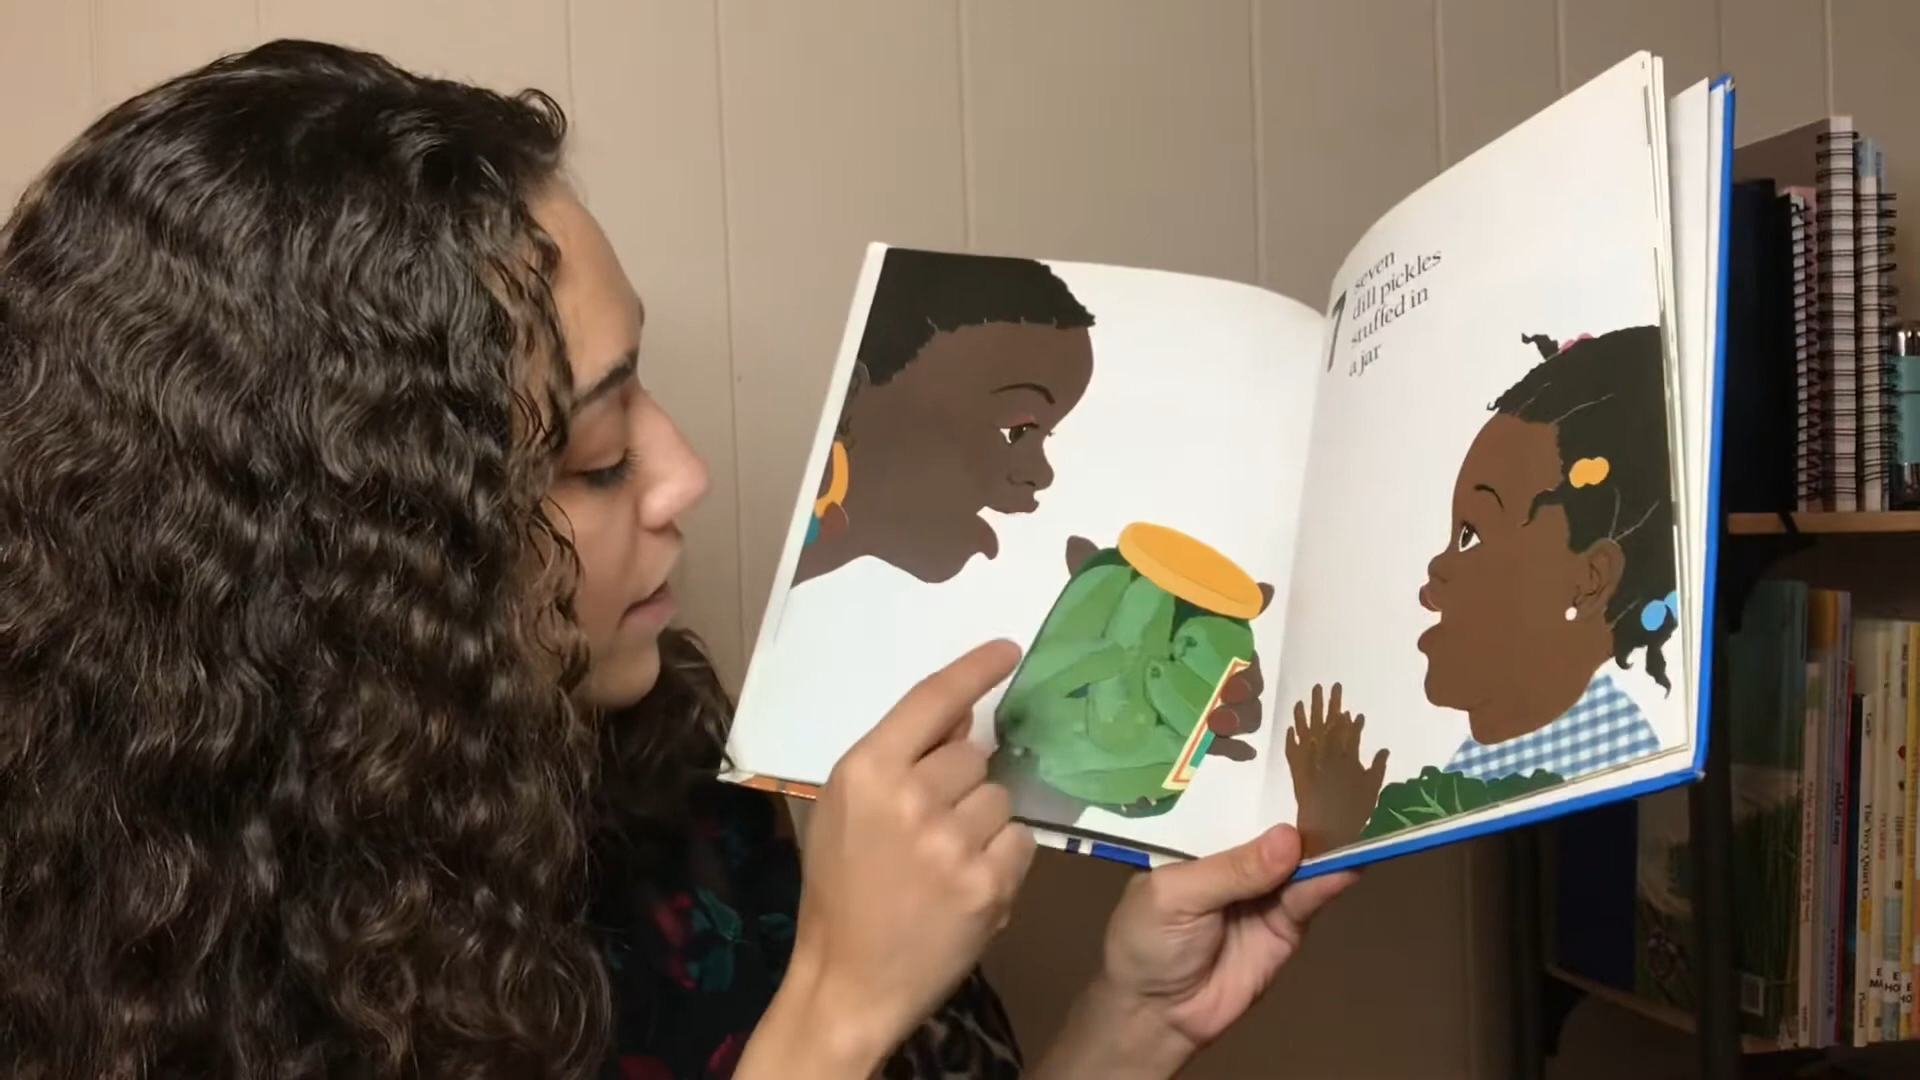 7
seven
dill pickles
stuffed in
a jar